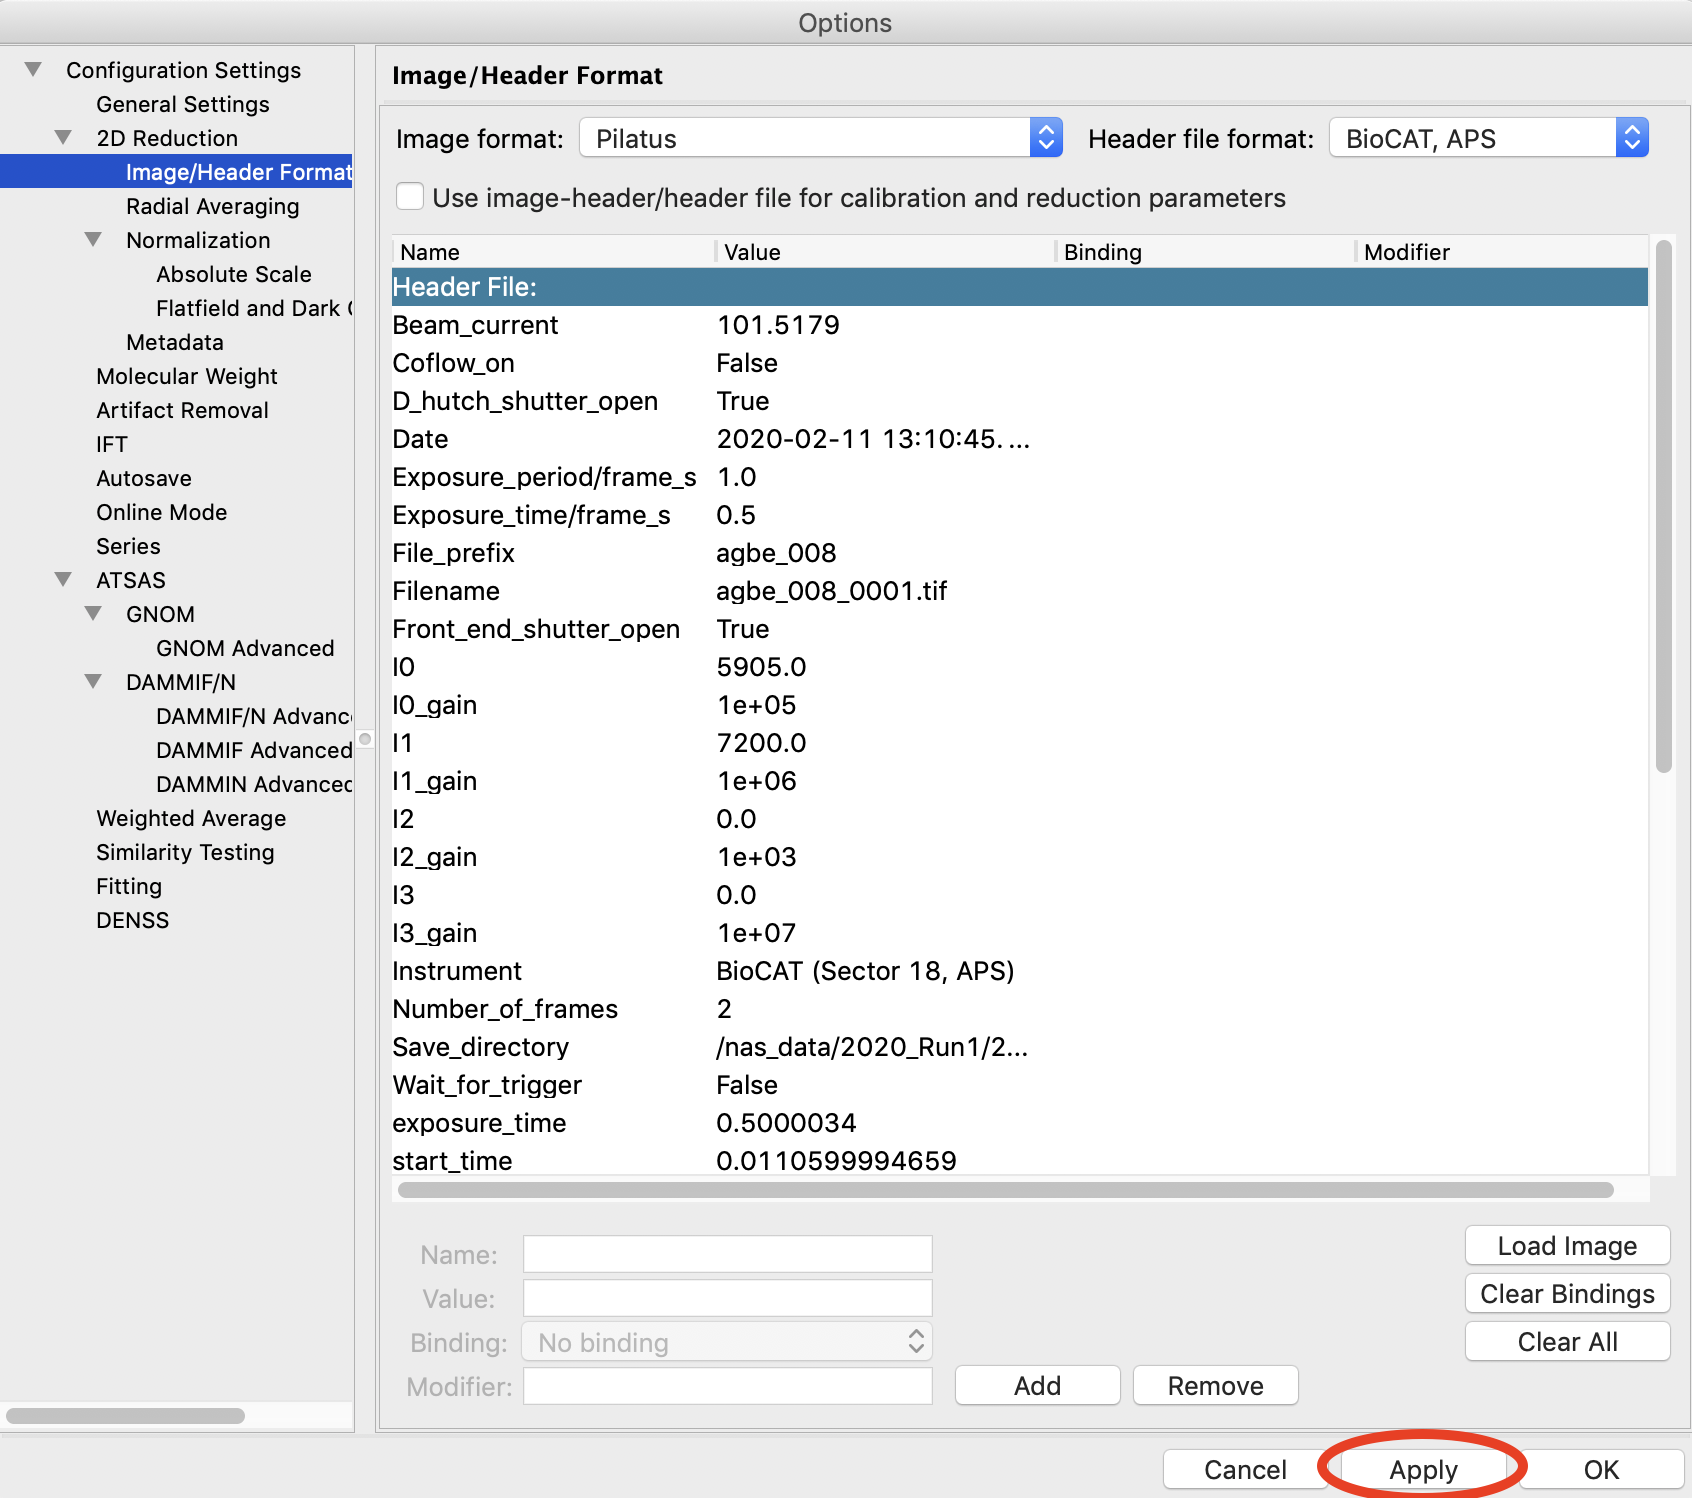 Options
Configuration Settings
General Settings
2D Reduction
Image/Header Format
Radial Averaging
Normalization
Absolute Scale
Flatfield and Dark
Metadata
Molecular Weight
Artifact Removal
IFT
Autosave
Online Mode
Series
ATSAS
GNOM
GNOM Advanced
DAMMIF/N
DAMMIF/N Advanc
DAMMIF Advanced
DAMMIN Advanced
Weighted Average
Similarity Testing
Fitting
DENSS
Image/Header Format
Image format: Pilatus Header file format: BioCAT, APS
Use image-header/header file for calibration and reduction parameters
Name Value Binding Modifier
Header File:
Beam_current 101.5179
Coflow_on False
D_hutch_shutter_open True
Date 2020-02-11 13:10:45. ...
Exposure_period/frame_s 1.0
Exposure_time/frame_s 0.5
File_prefix agbe_008
Filename agbe_008_0001.tif
Front_end_shutter_open True
I0 5905.0
I0_gain 1e+05
I1 7200.0
I1_gain 1e+06
I2 0.0
I2_gain 1e+03
I3 0.0
I3_gain 1e+07
Instrument BioCAT (Sector 18, APS)
Number_of_frames 2
Save_directory /nas_data/2020_Run1/2...
Wait_for_trigger False
exposure_time 0.5000034
start_time 0.0110599994659
Name:
Value:
Binding: No binding
Modifier:
Add Remove
Load Image
Clear Bindings
Clear All
Cancel Apply OK